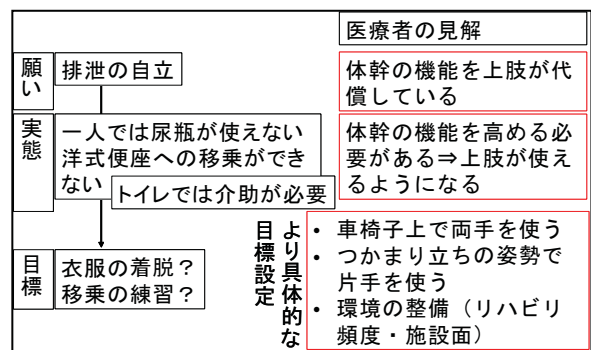 医療者の見解
願い
排泄の自立
体幹の機能を上肢が代
償している
実態
一人では尿瓶が使えない
洋式便座への移乗ができ
ない
トイレでは介助が必要
体幹の機能を高める必
要がある⇒上肢が使え
るようになる
目標
衣服の着脱？
移乗の練習？
より具体的な
目標設定
• 車椅子上で両手を使う
• つかまり立ちの姿勢で
片手を使う
• 環境の整備（リハビリ
頻度・施設面）